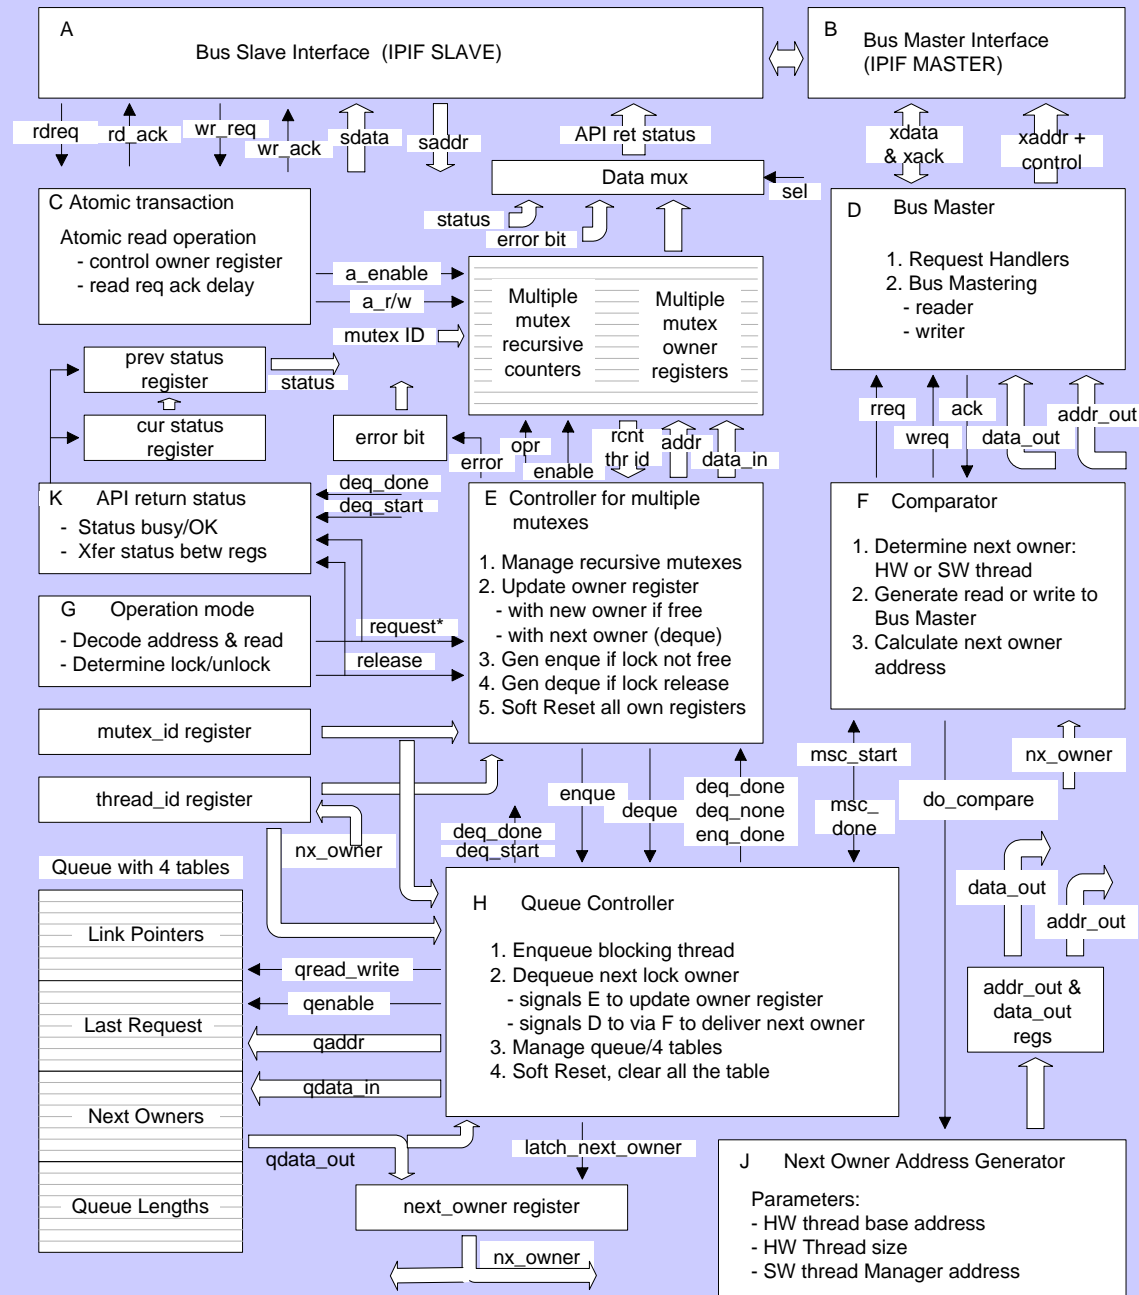 A
Bus Slave Interface  (IPIF SLAVE)
B
Bus Master Interface
(IPIF MASTER)
rdreq
rd_ack
wr_req
wr_ack
sdata
saddr
API ret status
xdata
& xack
xaddr +
control
Data mux
sel
status
error bit
C Atomic transaction
Atomic read operation
- control owner register
- read req ack delay
a_enable
a_r/w
mutex ID
Multiple
mutex
recursive
counters
Multiple
mutex
owner
registers
D Bus Master
1. Request Handlers
2. Bus Mastering
- reader
- writer
prev status
register
status
cur status
register
error bit
error
opr
enable
rcnt
thr id
addr
data_in
rreq
wreq
ack
data_out
addr_out
deq_done
deq_start
K API return status
- Status busy/OK
- Xfer status betw regs
E Controller for multiple
mutexes
1. Manage recursive mutexes
2. Update owner register
- with new owner if free
- with next owner (deque)
3. Gen enque if lock not free
4. Gen deque if lock release
5. Soft Reset all own registers
F Comparator
1. Determine next owner:
HW or SW thread
2. Generate read or write to
Bus Master
3. Calculate next owner
address
G Operation mode
- Decode address & read
- Determine lock/unlock
request*
release
mutex_id register
thread_id register
nx_owner
enque
deque
deq_done
deq_none
enq_done
deq_done
deq_start
msc_start
msc_
done
do_compare
nx_owner
Queue with 4 tables
Link Pointers
Last Request
Next Owners
Queue Lengths
qread_write
qenable
qaddr
qdata_in
qdata_out
H Queue Controller
1. Enqueue blocking thread
2. Dequeue next lock owner
- signals E to update owner register
- signals D to via F to deliver next owner
3. Manage queue/4 tables
4. Soft Reset, clear all the table
data_out
addr_out
addr_out &
data_out
regs
latch_next_owner
next_owner register
nx_owner
J Next Owner Address Generator
Parameters:
- HW thread base address
- HW Thread size
- SW thread Manager address